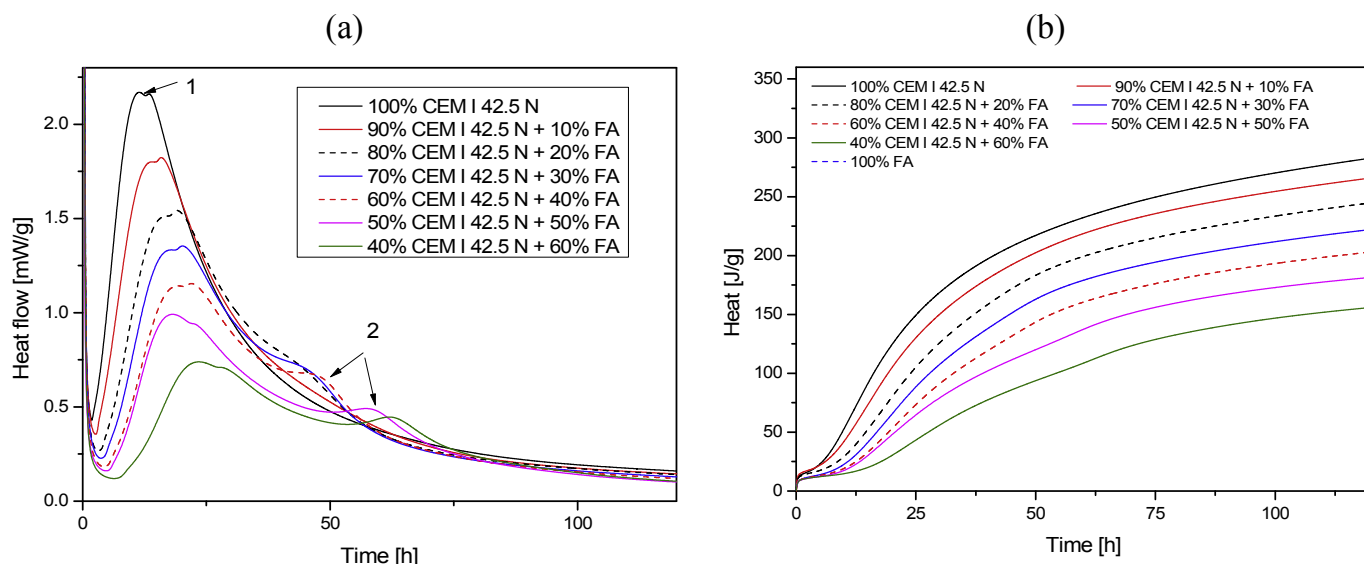 (a)
1
2
100% CEM I 42.5 N
90% CEM I 42.5 N + 10% FA
80% CEM I 42.5 N + 20% FA
70% CEM I 42.5 N + 30% FA
60% CEM I 42.5 N + 40% FA
50% CEM I 42.5 N + 50% FA
40% CEM I 42.5 N + 60% FA
Heat flow [mW/g]
2.0
1.5
1.0
0.5
0.0
0
50
100
Time [h]
(b)
100% CEM I 42.5 N
90% CEM I 42.5 N + 10% FA
80% CEM I 42.5 N + 20% FA
70% CEM I 42.5 N + 30% FA
60% CEM I 42.5 N + 40% FA
50% CEM I 42.5 N + 50% FA
40% CEM I 42.5 N + 60% FA
100% FA
Heat [J/g]
350
300
250
200
150
100
50
0
0
25
50
75
100
Time [h]